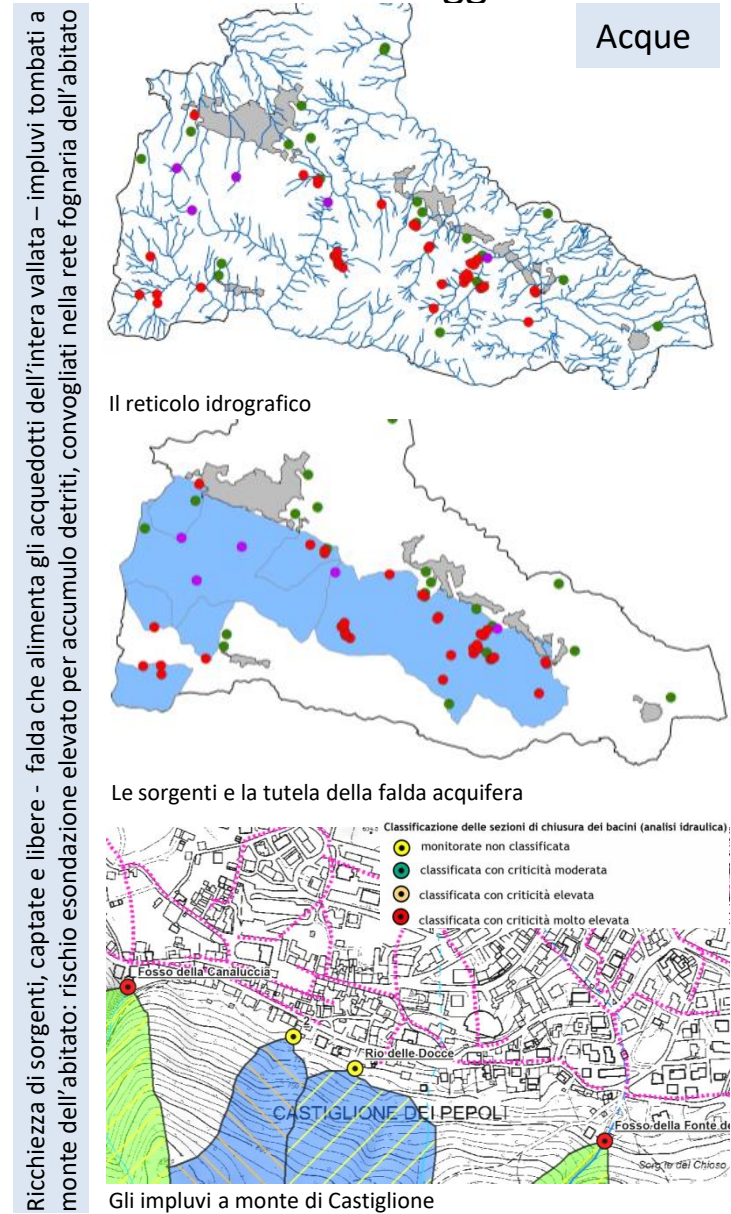 Acque
Ricchiezza di sorgenti, captate e libere - falda che alimenta gli acquedotti dell'intera vallata – impluvi tombati a
monte dell'abitato: rischio esondazione elevato per accumulo detriti, convogliati nella rete fognaria dell'abitato
Il reticolo idrografico
Le sorgenti e la tutela della falda acquifera
Classificazione delle sezioni di chiusura dei bacini (analisi idraulica)
monitorate non classificata
classificata con criticità moderata
classificata con criticità elevata
classificata con criticità molto elevata
Fosso della Canaluccia
2
Rio delle Docce
CASTIGLIONE DEI PEPOLI
Fosso della Fonte de
Gli impluvi a monte di Castiglione